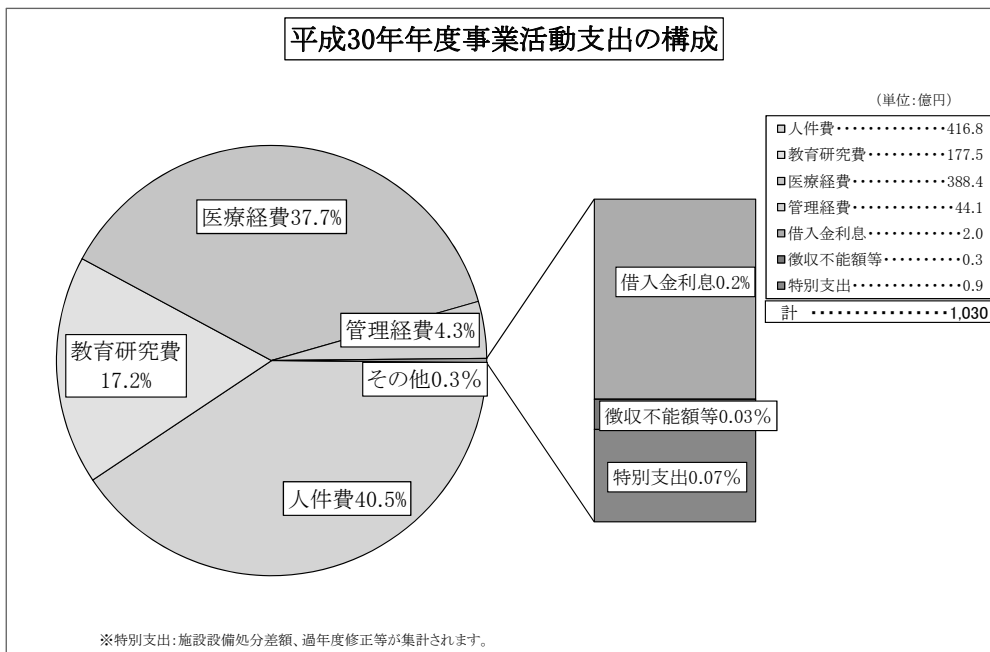 平成30年年度事業活動支出の構成
(単位:億円)
人件費・・・・・・・・・・・・・・416.8
教育研究費・・・・・・・・・・177.5
医療経費・・・・・・・・・・・・388.4
管理経費・・・・・・・・・・・・・44.1
借入金利息・・・・・・・・・・・・2.0
徴収不能額等・・・・・・・・・・0.3
特別支出・・・・・・・・・・・・・・0.9
計 ・・・・・・・・・・・・・・・・1,030
医療経費37.7%
管理経費4.3%
教育研究費
17.2%
その他0.3%
人件費40.5%
借入金利息0.2%
徴収不能額等0.03%
特別支出0.07%
※特別支出:施設設備処分差額、過年度修正等が集計されます。